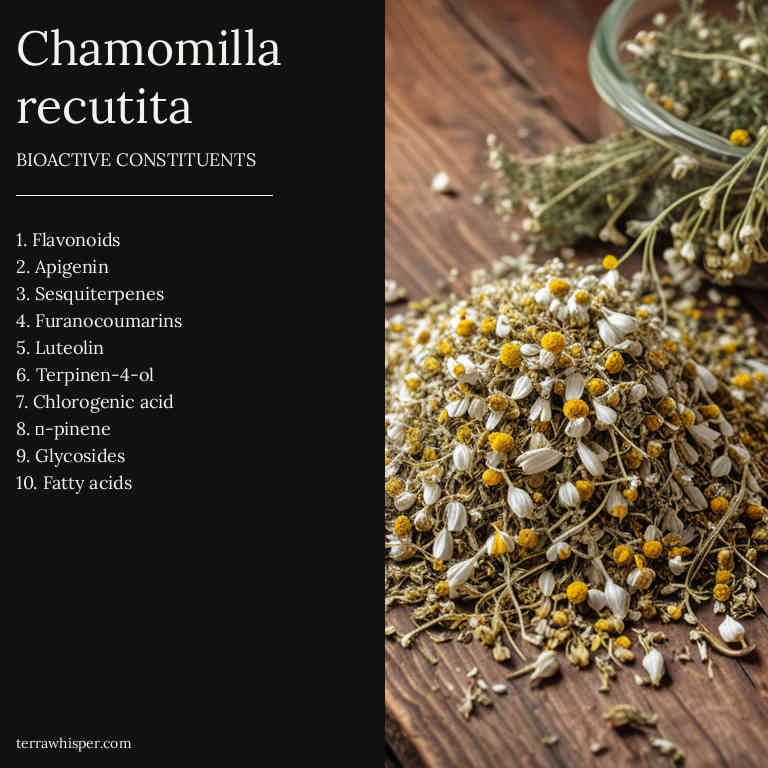 Chamomilla
recutita
BIOACTIVE CONSTITUENTS
1. Flavonoids
2. Apigenin
3. Sesquiterpenes
4. Furanocoumarins
5. Luteolin
6. Terpinen-4-ol
7. Chlorogenic acid
8. □-pinene
9. Glycosides
10. Fatty acids
terrawhisper.com